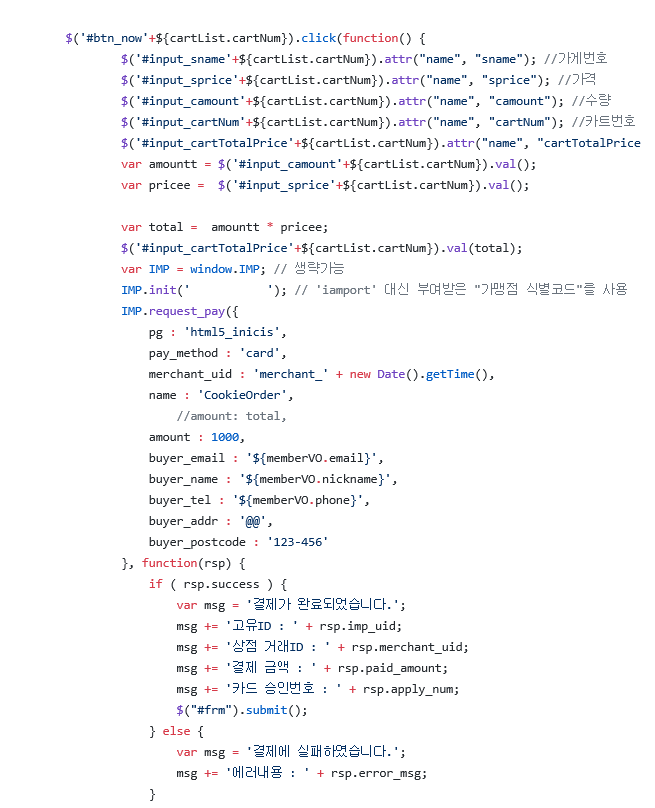 $('#btn_now'+${cartList.cartNum}).click(function() {
$('#input_sname'+${cartList.cartNum}).attr("name", "sname"); //가게번호
$('#input_sprice'+${cartList.cartNum}).attr("name", "sprice"); //가격
$('#input_camount'+${cartList.cartNum}).attr("name", "camount"); //수량
$('#input_cartNum'+${cartList.cartNum}).attr("name", "cartNum"); //카트번호
$('#input_cartTotalPrice'+${cartList.cartNum}).attr("name", "cartTotalPrice
var amountt = $('#input_camount'+${cartList.cartNum}).val();
var pricee =  $('#input_sprice'+${cartList.cartNum}).val();
var total =  amountt * pricee;
$('#input_cartTotalPrice'+${cartList.cartNum}).val(total);
var IMP = window.IMP; // 생략가능
IMP.init('           '); // 'iamport' 대신 부여받은 "가맹점 식별코드"를 사용
IMP.request_pay({
pg : 'html5_inicis',
pay_method : 'card',
merchant_uid : 'merchant_' + new Date().getTime(),
name : 'CookieOrder',
//amount: total,
amount : 1000,
buyer_email : '${memberVO.email}',
buyer_name : '${memberVO.nickname}',
buyer_tel : '${memberVO.phone}',
buyer_addr : '@@',
buyer_postcode : '123-456'
}, function(rsp) {
if ( rsp.success ) {
var msg = '결제가 완료되었습니다.';
msg += '고유ID : ' + rsp.imp_uid;
msg += '상점 거래ID : ' + rsp.merchant_uid;
msg += '결제 금액 : ' + rsp.paid_amount;
msg += '카드 승인번호 : ' + rsp.apply_num;
$("#frm").submit();
} else {
var msg = '결제에 실패하였습니다.';
msg += '에러내용 : ' + rsp.error_msg;
}